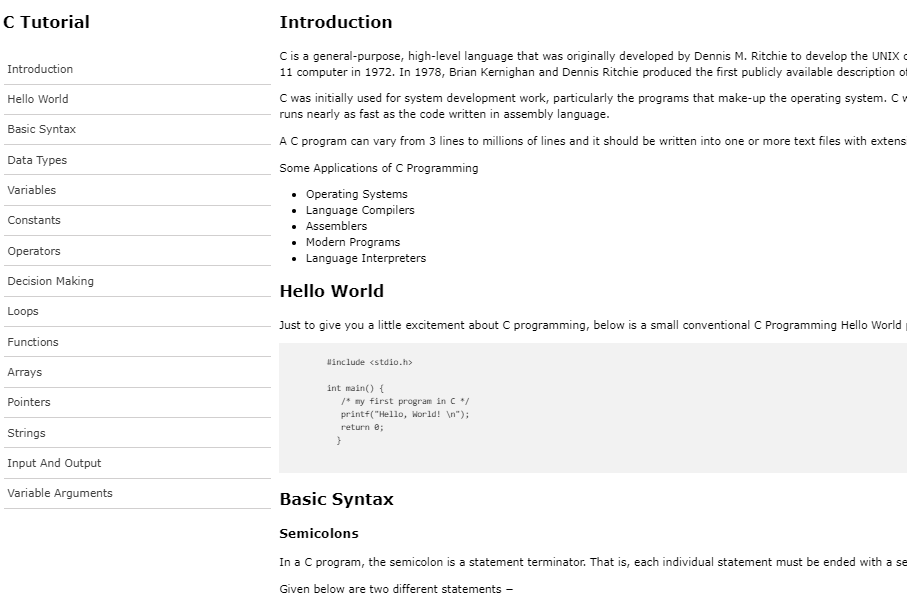 C Tutorial
Introduction
Hello World
Basic Syntax
Data Types
Variables
Constants
Operators
Decision Making
Loops
Functions
Arrays
Pointers
Strings
Input And Output
Variable Arguments
Introduction
C is a general-purpose, high-level language that was originally developed by Dennis M. Ritchie to develop the UNIX
11 computer in 1972. In 1978, Brian Kernighan and Dennis Ritchie produced the first publicly available description
C was initially used for system development work, particularly the programs that make-up the operating system. C
runs nearly as fast as the code written in assembly language.
A C program can vary from 3 lines to millions of lines and it should be written into one or more text files with
Some Applications of C Programming
Operating Systems
Language Compilers
Assemblers
Modern Programs
Language Interpreters
Hello World
Just to give you a little excitement about C programming, below is a small conventional C Programming Hello World
#include <stdio.h>
int main() {
/* my first program in C */
printf("Hello, World! \n");
return 0;
}
Basic Syntax
Semicolons
In a C program, the semicolon is a statement terminator. That is, each individual statement must be ended with a
Given below are two different statements −